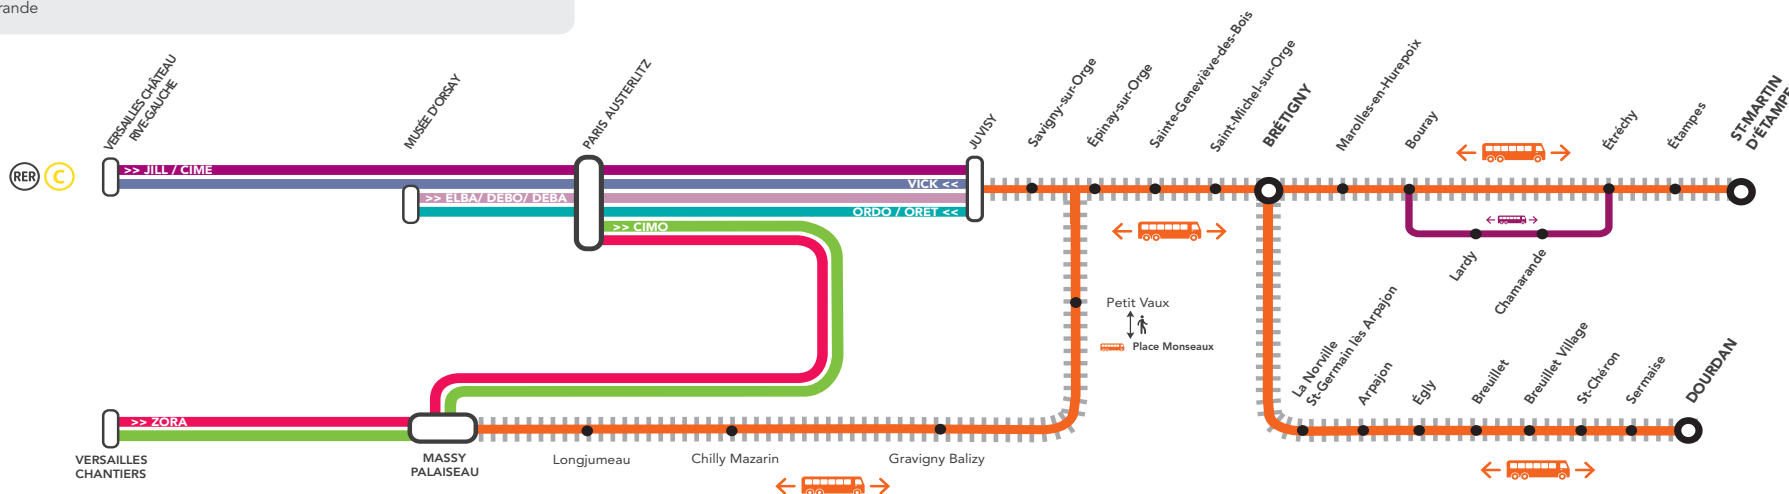 rande
VERSAILLES CHÂTEAU
RIVE-GAUCHE
MUSÉE D'ORSAY
PARIS AUSTERLITZ
JUVISY
Savigny-sur-Orge
Épinay-sur-Orge
Sainte-Geneviève-des-Bois
Saint-Michel-sur-Orge
BRÉTIGNY
Marolles-en-Hurepoix
Bouray
Étréchy
Étampes
ST-MARTIN
D'ÉTAMPES
RER C
>> JILL / CIME
VICK <<
>> ELBA/ DEBO/ DEBA
ORDO / ORET <<
>> CIMO
Lardy
Chamarande
Petit Vaux
Place Monseaux
La Norville
St-Germain lès Arpajon
Arpajon
Égly
Breuillet
Breuillet Village
St-Chéron
Sermaise
DOURDAN
>> ZORA
VERSAILLES
CHANTIERS
MASSY
PALAISEAU
Longjumeau
Chilly Mazarin
Gravigny Balizy